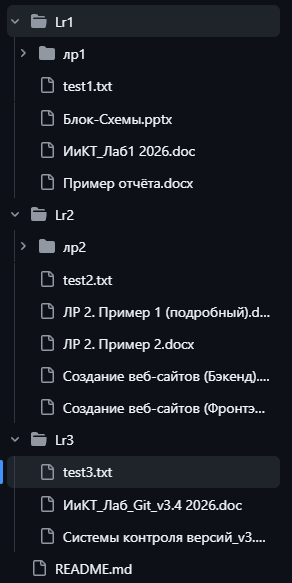 Lr1
лр1
test1.txt
Блок-Схемы.pptx
ИиКТ_Лаб1 2026.doc
Пример отчёта.docx
Lr2
лр2
test2.txt
ЛР 2. Пример 1 (подробный).d...
ЛР 2. Пример 2.docx
Создание веб-сайтов (Бэкенд)....
Создание веб-сайтов (Фронтэ...
Lr3
test3.txt
ИиКТ_Лаб_Git_v3.4 2026.doc
Системы контроля версий_v3....
README.md